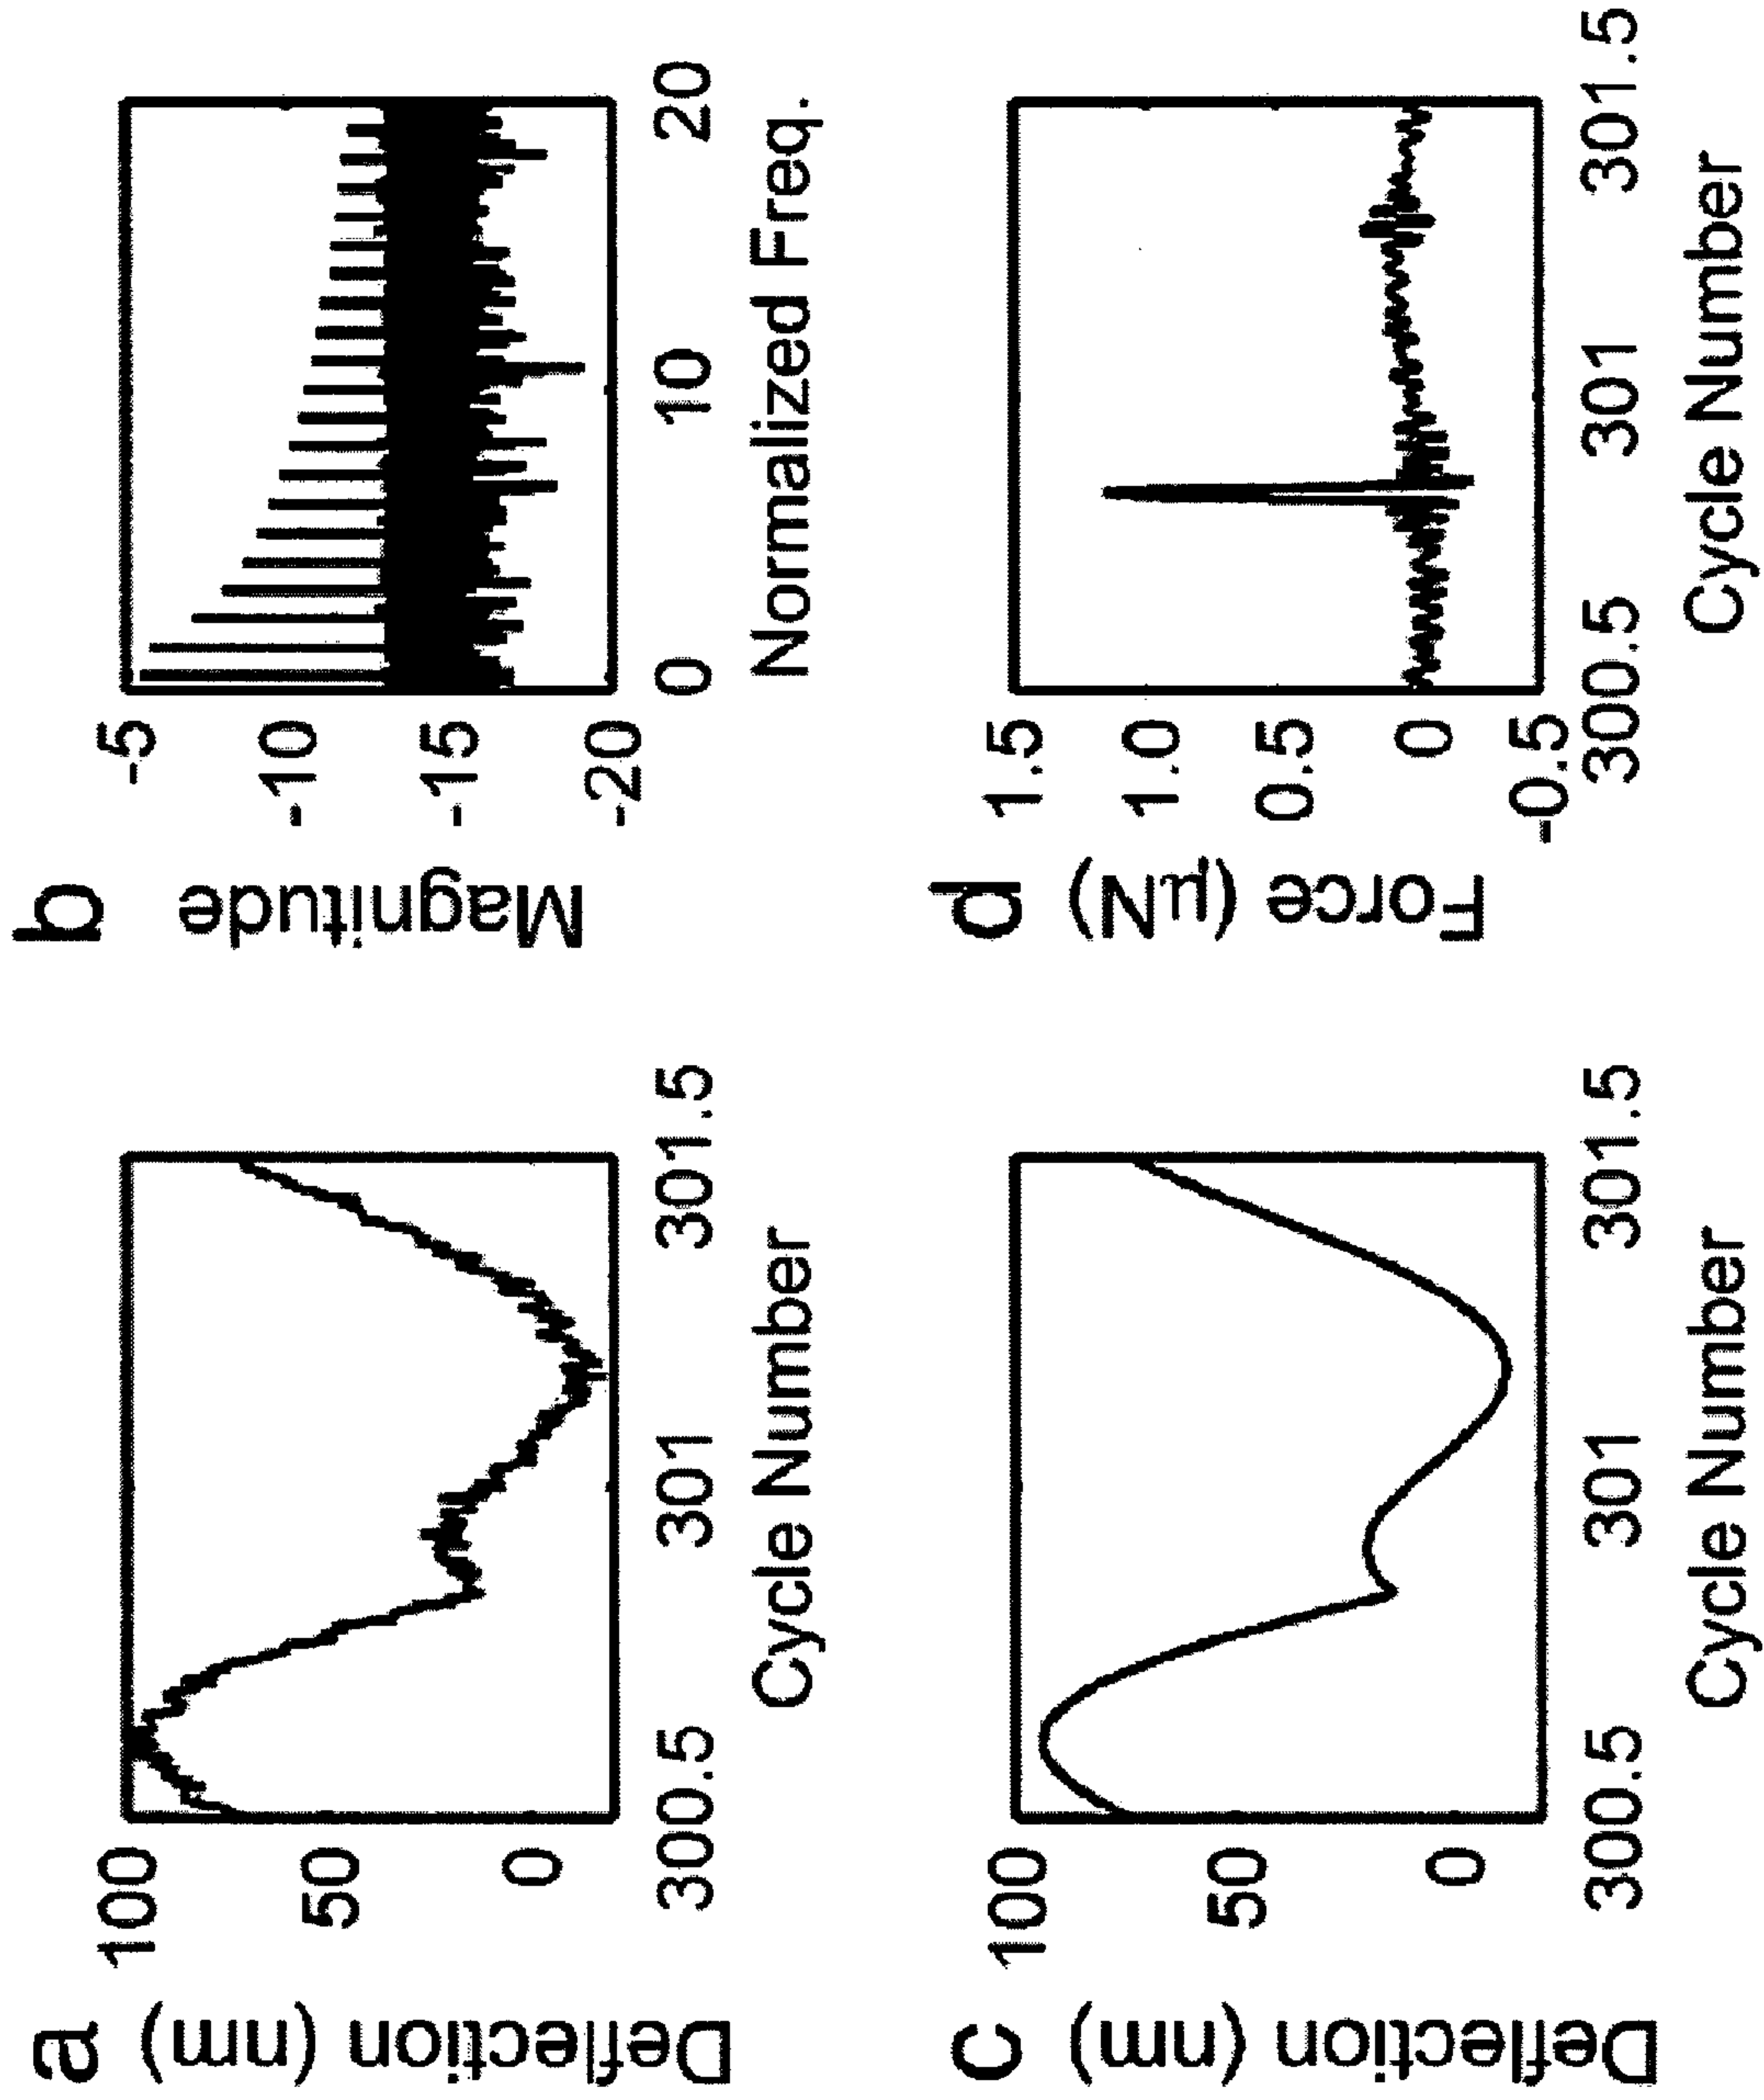 a
Deflection (nm)
100
50
0
300.5
301
301.5
Cycle Number
b
Magnitude
-5
-10
-15
-20
0
10
20
Normalized Freq.
c
Deflection (nm)
100
50
0
300.5
301
301.5
Cycle Number
d
Force (µN)
1.5
1.0
0.5
0
-0.5
300.5
301
301.5
Cycle Number